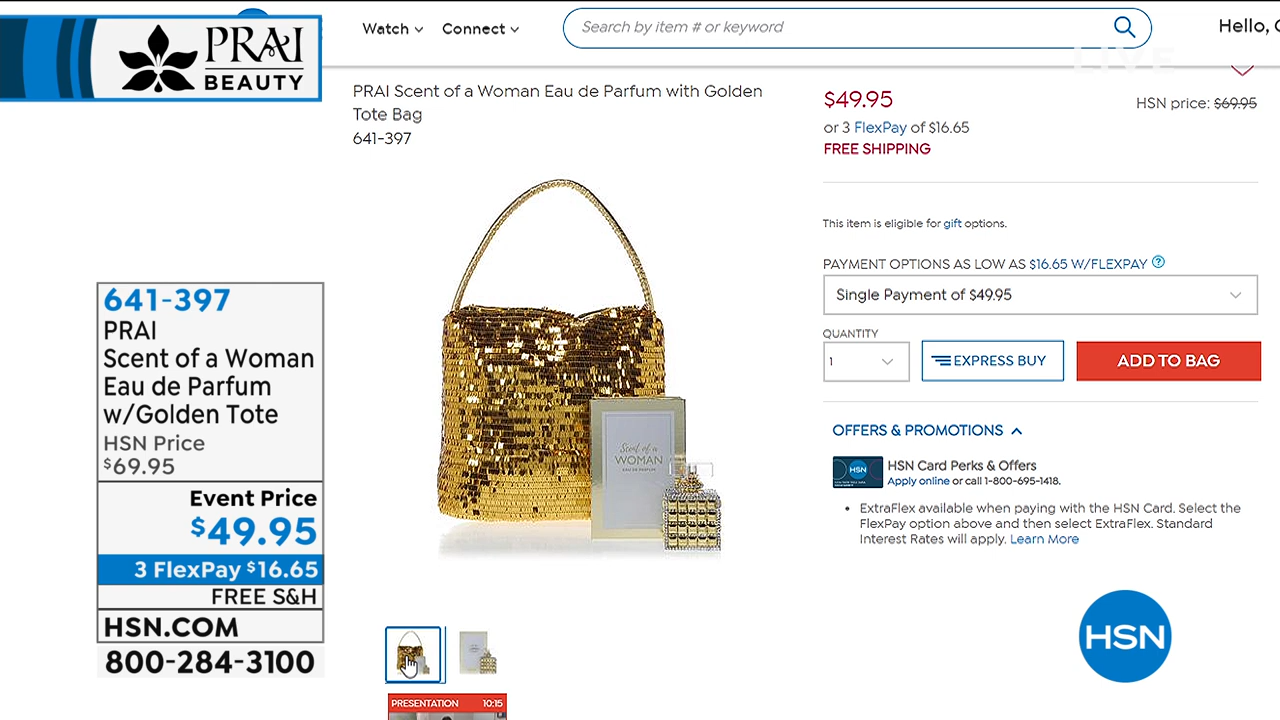 PRAI
BEAUTY
Watch
Connect
Search by item # or keyword
Hello,
LIVE
PRAI Scent of a Woman Eau de Parfum with Golden
Tote Bag
641-397
$49.95
HSN price: $69.95
or 3 FlexPay of $16.65
FREE SHIPPING
This item is eligible for gift options.
PAYMENT OPTIONS AS LOW AS $16.65 W/FLEXPAY ?
Single Payment of $49.95
QUANTITY
1
EXPRESS BUY
ADD TO BAG
OFFERS & PROMOTIONS
HSN
HSN Card Perks & Offers
Apply online or call 1-800-695-1418.
• ExtraFlex available when paying with the HSN Card. Select the
FlexPay option above and then select ExtraFlex. Standard
Interest Rates will apply. Learn More
Scent of a
WOMAN
EAU DE PARFUM
641-397
PRAI
Scent of a Woman
Eau de Parfum
w/Golden Tote
HSN Price
$69.95
Event Price
$49.95
3 FlexPay $16.65
FREE S&H
HSN.COM
800-284-3100
PRESENTATION 10:15
HSN